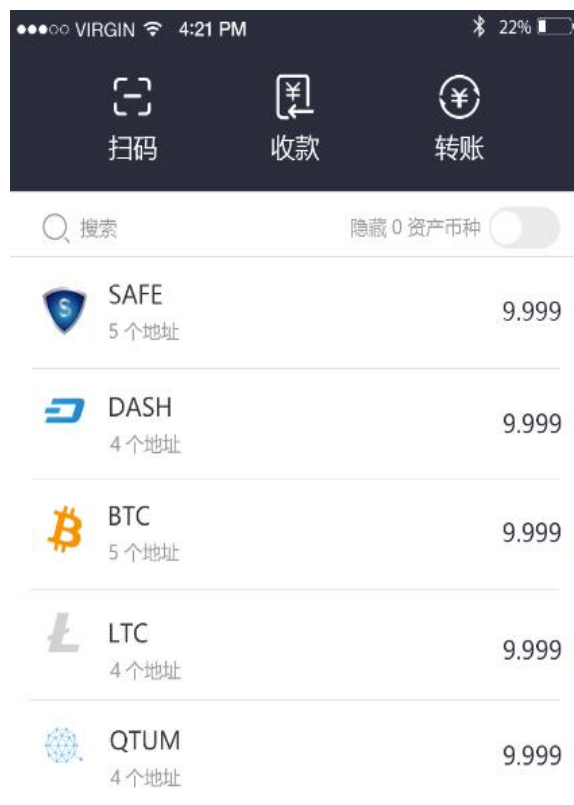 VIRGIN 4:21 PM 22%
扫码 收款 转账
搜索 隐藏 0 资产币种
SAFE
5 个地址
9.999
DASH
4 个地址
9.999
BTC
5 个地址
9.999
LTC
4 个地址
9.999
QTUM
4 个地址
9.999